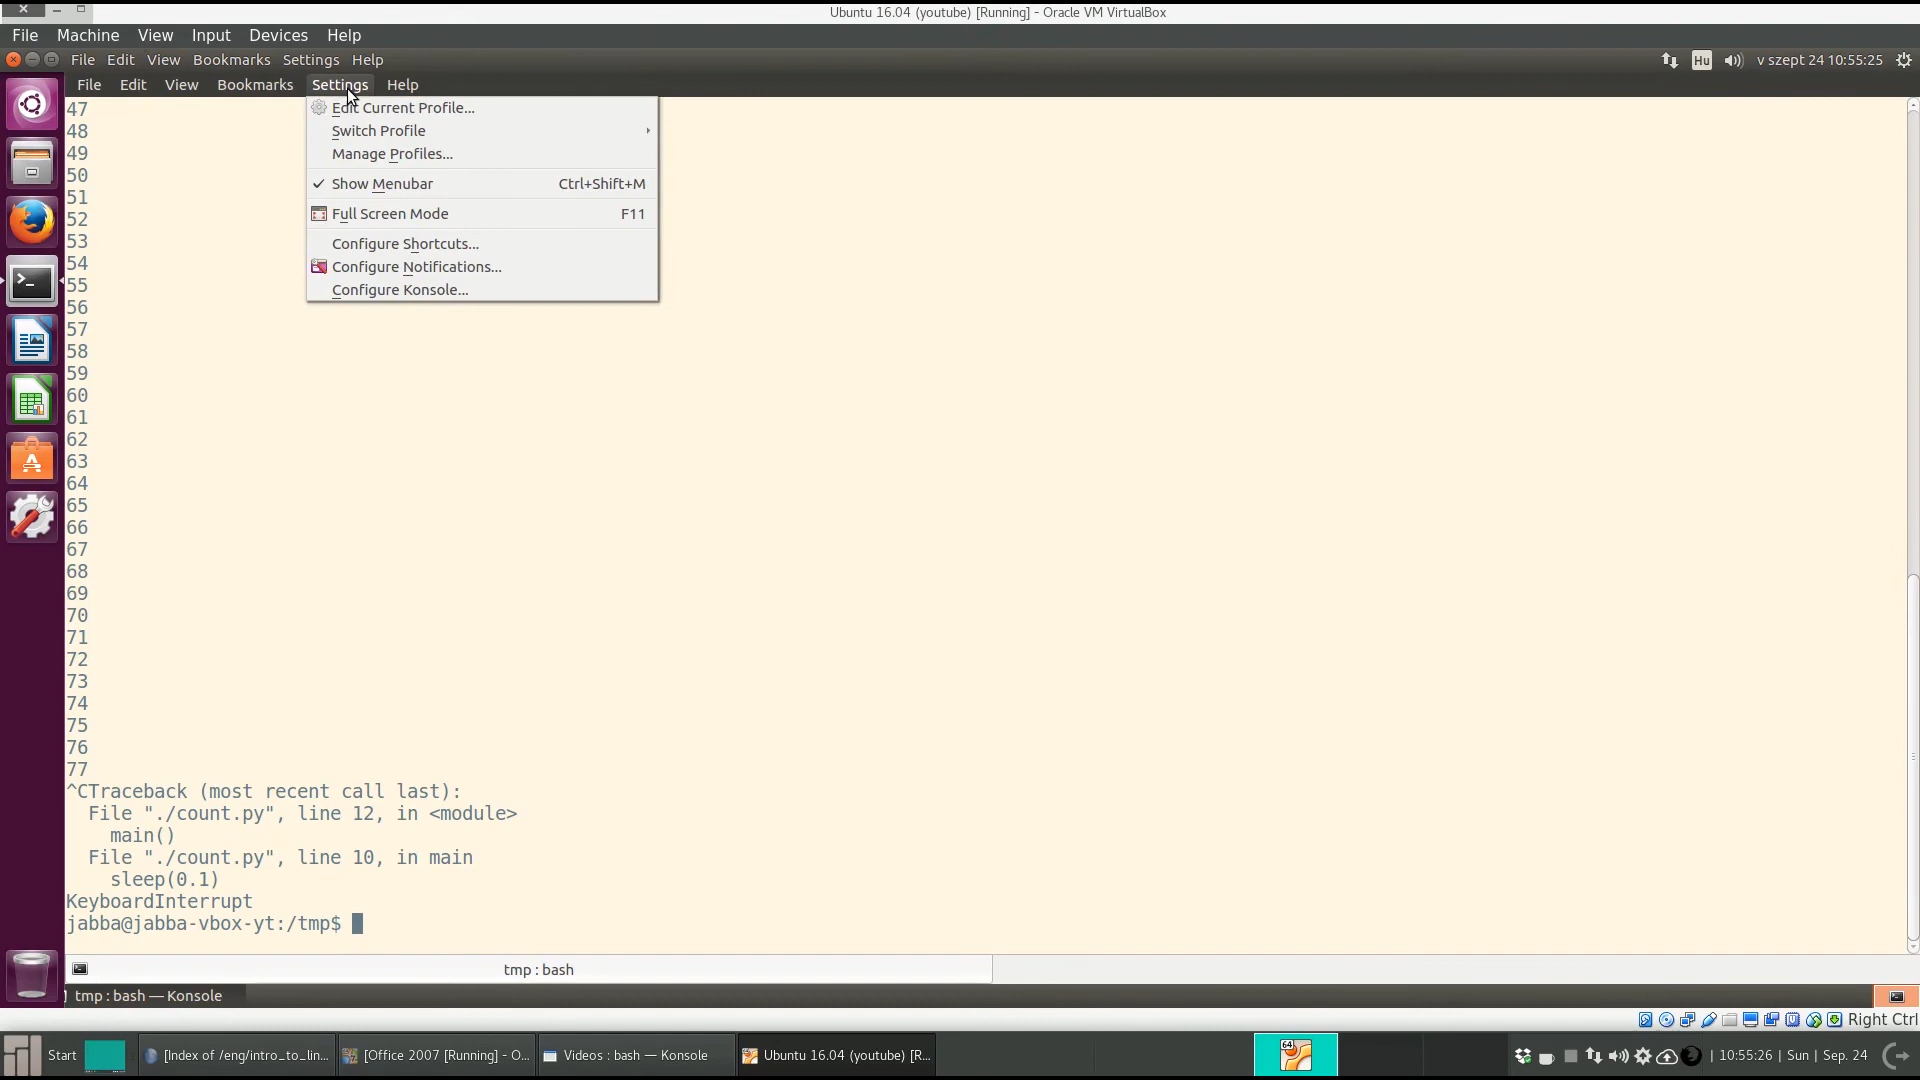 Ubuntu 16.04 (youtube) [Running] - Oracle VM VirtualBox
File Machine View Input Devices Help
File Edit View Bookmarks Settings Help
Hu v szept 24 10:55:25
File Edit View Bookmarks Settings Help
Edit Current Profile...
Switch Profile
Manage Profiles...
Show Menubar Ctrl+Shift+M
Full Screen Mode F11
Configure Shortcuts...
Configure Notifications...
Configure Konsole...
47
48
49
50
51
52
53
54
55
56
57
58
59
60
61
62
63
64
65
66
67
68
69
70
71
72
73
74
75
76
77
^CTraceback (most recent call last):
File "./count.py", line 12, in <module>
main()
File "./count.py", line 10, in main
sleep(0.1)
KeyboardInterrupt
jabba@jabba-vbox-yt:/tmp$
tmp : bash
tmp : bash — Konsole
Right Ctrl
Start
[Index of /eng/intro_to_lin...
[Office 2007 [Running] - O...
Videos : bash — Konsole
Ubuntu 16.04 (youtube) [R...
64
| 10:55:26 | Sun | Sep. 24